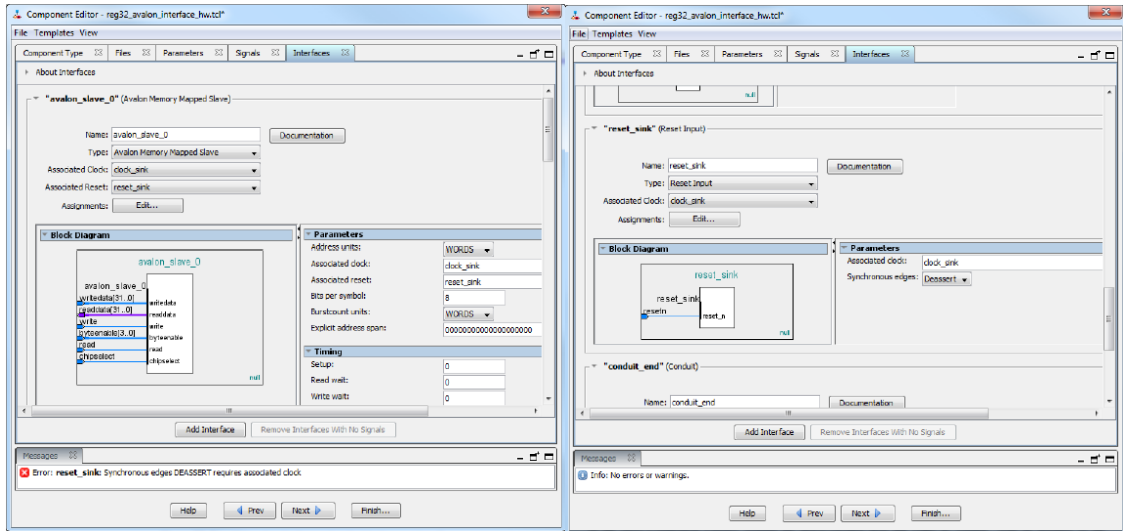 Component Editor - reg32_avalon_interface_hw.tcl*
File Templates View
Component Type Files Parameters Signals Interfaces
About Interfaces
"avalon_slave_0" (Avalon Memory Mapped Slave)
Name: avalon_slave_0 Documentation
Type: Avalon Memory Mapped Slave
Associated Clock: clock_sink
Associated Reset: reset_sink
Assignments: Edit...
Block Diagram
avalon_slave_0
avalon_slave_0
writedata[31..0] writedata
readdata[31..0] readdata
write write
byteenable[3..0] byteenable
read read
chipselect chipselect
null
Parameters
Address units: WORDS
Associated clock: clock_sink
Associated reset: reset_sink
Bits per symbol: 8
Burstcount units: WORDS
Explicit address span: 00000000000000000000
Timing
Setup: 0
Read wait: 0
Write wait: 0
Add Interface Remove Interfaces With No Signals
Messages
Error: reset_sink: Synchronous edges DEASSERT requires associated clock
Help Prev Next Finish...
Component Editor - reg32_avalon_interface_hw.tcl*
File Templates View
Component Type Files Parameters Signals Interfaces
About Interfaces
null
"reset_sink" (Reset Input)
Name: reset_sink Documentation
Type: Reset Input
Associated Clock: clock_sink
Assignments: Edit...
Block Diagram
reset_sink
reset_sink
resetn reset_n
null
Parameters
Associated clock: clock_sink
Synchronous edges: Deassert
"conduit_end" (Conduit)
Name: conduit_end Documentation
Add Interface Remove Interfaces With No Signals
Messages
Info: No errors or warnings.
Help Prev Next Finish...